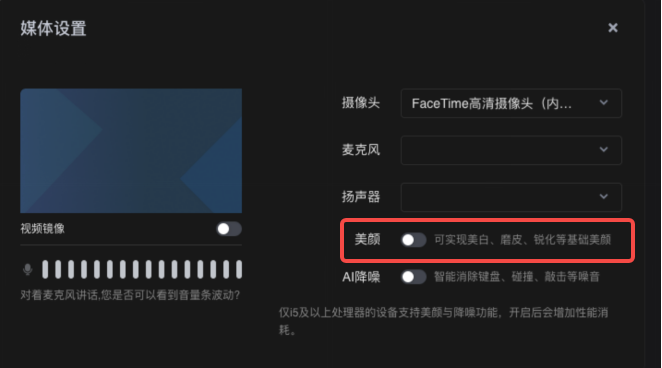 媒体设置
摄像头
FaceTime高清摄像头（内...
麦克风
扬声器
视频镜像
美颜
可实现美白、磨皮、锐化等基础美颜
AI降噪
智能消除键盘、碰撞、敲击等噪音
对着麦克风讲话,您是否可以看到音量条波动?
仅i5及以上处理器的设备支持美颜与降噪功能，开启后会增加性能消
耗。